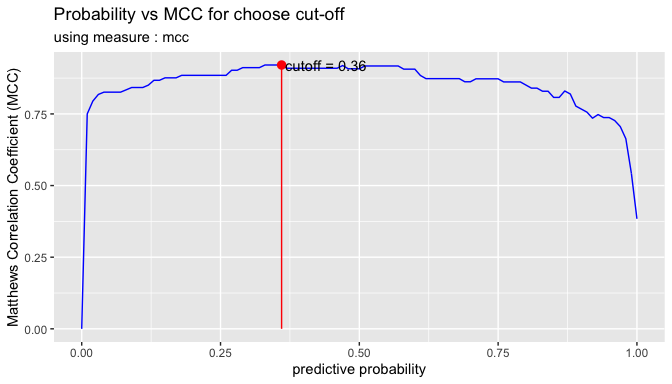 Probability vs MCC for choose cut-off
using measure : mcc
Matthews Correlation Coefficient (MCC)
0.75
0.50
0.25
0.00
cutoff = 0.36
0.00 0.25 0.50 0.75 1.00
predictive probability